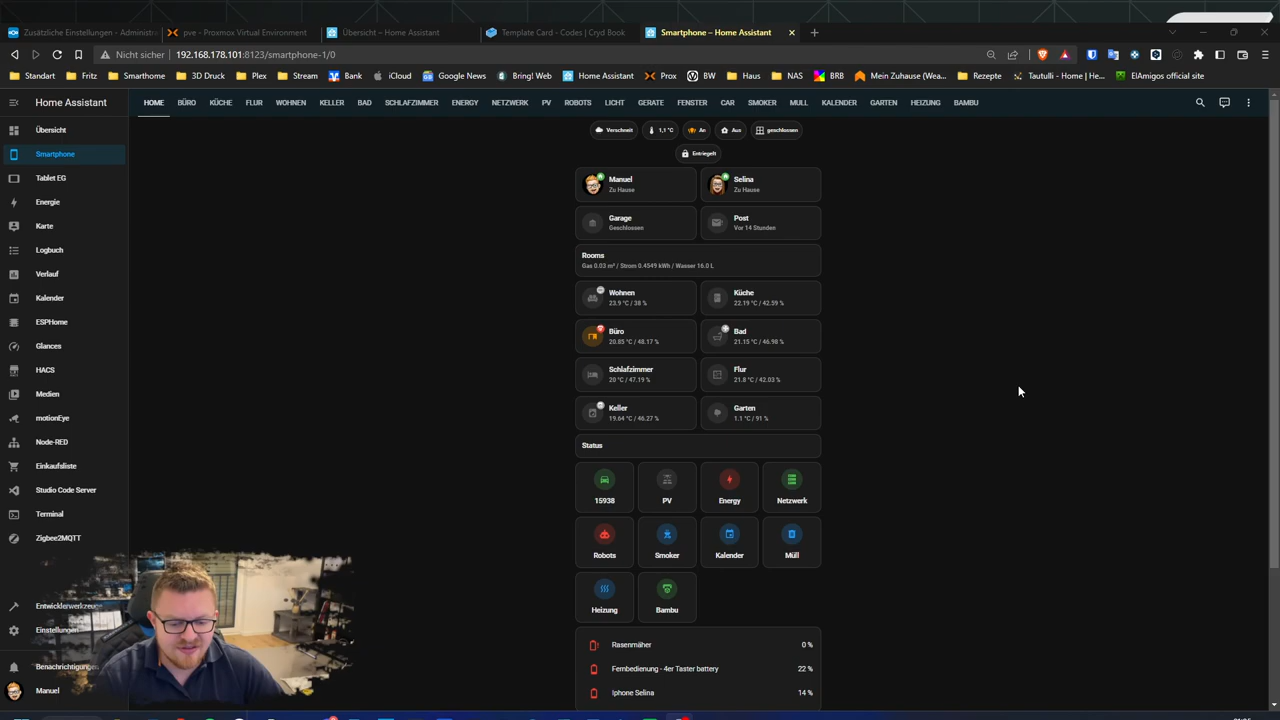 Zusätzliche Einstellungen - Administra
pve - Proxmox Virtual Environment
Übersicht – Home Assistant
Template Card - Codes | Cryd Book
Smartphone – Home Assistant
Nicht sicher
192.168.178.101:8123/smartphone-1/0
Standart
Fritz
Smarthome
3D Druck
Plex
Stream
Bank
iCloud
Google News
Bring! Web
Home Assistant
Prox
BW
Haus
NAS
BRB
Mein Zuhause (Wea...
Rezepte
Tautulli - Home | He...
ElAmigos official site
Home Assistant
HOME
BÜRO
KÜCHE
FLUR
WOHNEN
KELLER
BAD
SCHLAFZIMMER
ENERGY
NETZWERK
PV
ROBOTS
LICHT
GERATE
FENSTER
CAR
SMOKER
MULL
KALENDER
GARTEN
HEIZUNG
BAMBU
Übersicht
Smartphone
Tablet EG
Energie
Karte
Logbuch
Verlauf
Kalender
ESPHome
Glances
HACS
Medien
motionEye
Node-RED
Einkaufsliste
Studio Code Server
Terminal
Zigbee2MQTT
Entwicklerwerkzeuge
Einstellungen
Benachrichtigungen
Manuel
Verschneit
1,1 °C
An
Aus
geschlossen
Entriegelt
Manuel
Zu Hause
Selina
Zu Hause
Garage
Geschlossen
Post
Vor 14 Stunden
Rooms
Gas 0.03 m³ / Strom 0.4549 kWh / Wasser 16.0 L
Wohnen
23.9 °C / 38 %
Küche
22.19 °C / 42.59 %
Büro
20.85 °C / 48.17 %
Bad
21.15 °C / 46.98 %
Schlafzimmer
20 °C / 47.19 %
Flur
21.8 °C / 42.03 %
Keller
19.64 °C / 46.27 %
Garten
1.1 °C / 91 %
Status
15938
PV
Energy
Netzwerk
Robots
Smoker
Kalender
Müll
Heizung
Bambu
Rasenmäher
0 %
Fernbedienung - 4er Taster battery
22 %
Iphone Selina
14 %